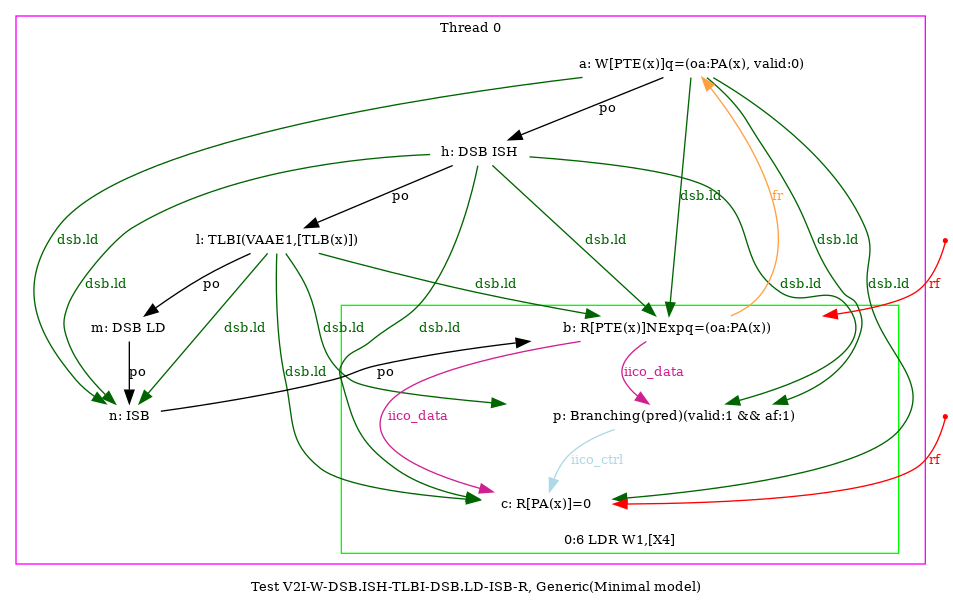 Thread 0
a: W[PTE(x)]q=(oa:PA(x), valid:0)
po
h: DSB ISH
po
dsb.ld
fr
l: TLBI(VAAE1,[TLB(x)])
dsb.ld
dsb.ld
dsb.ld
po
dsb.ld
dsb.ld
dsb.ld
dsb.ld
rf
m: DSB LD
dsb.ld
dsb.ld
dsb.ld
b: R[PTE(x)]NExpq=(oa:PA(x))
po
dsb.ld
po
iico_data
n: ISB
iico_data
p: Branching(pred)(valid:1 && af:1)
iico_ctrl
rf
c: R[PA(x)]=0
0:6 LDR W1,[X4]
Test V2I-W-DSB.ISH-TLBI-DSB.LD-ISB-R, Generic(Minimal model)